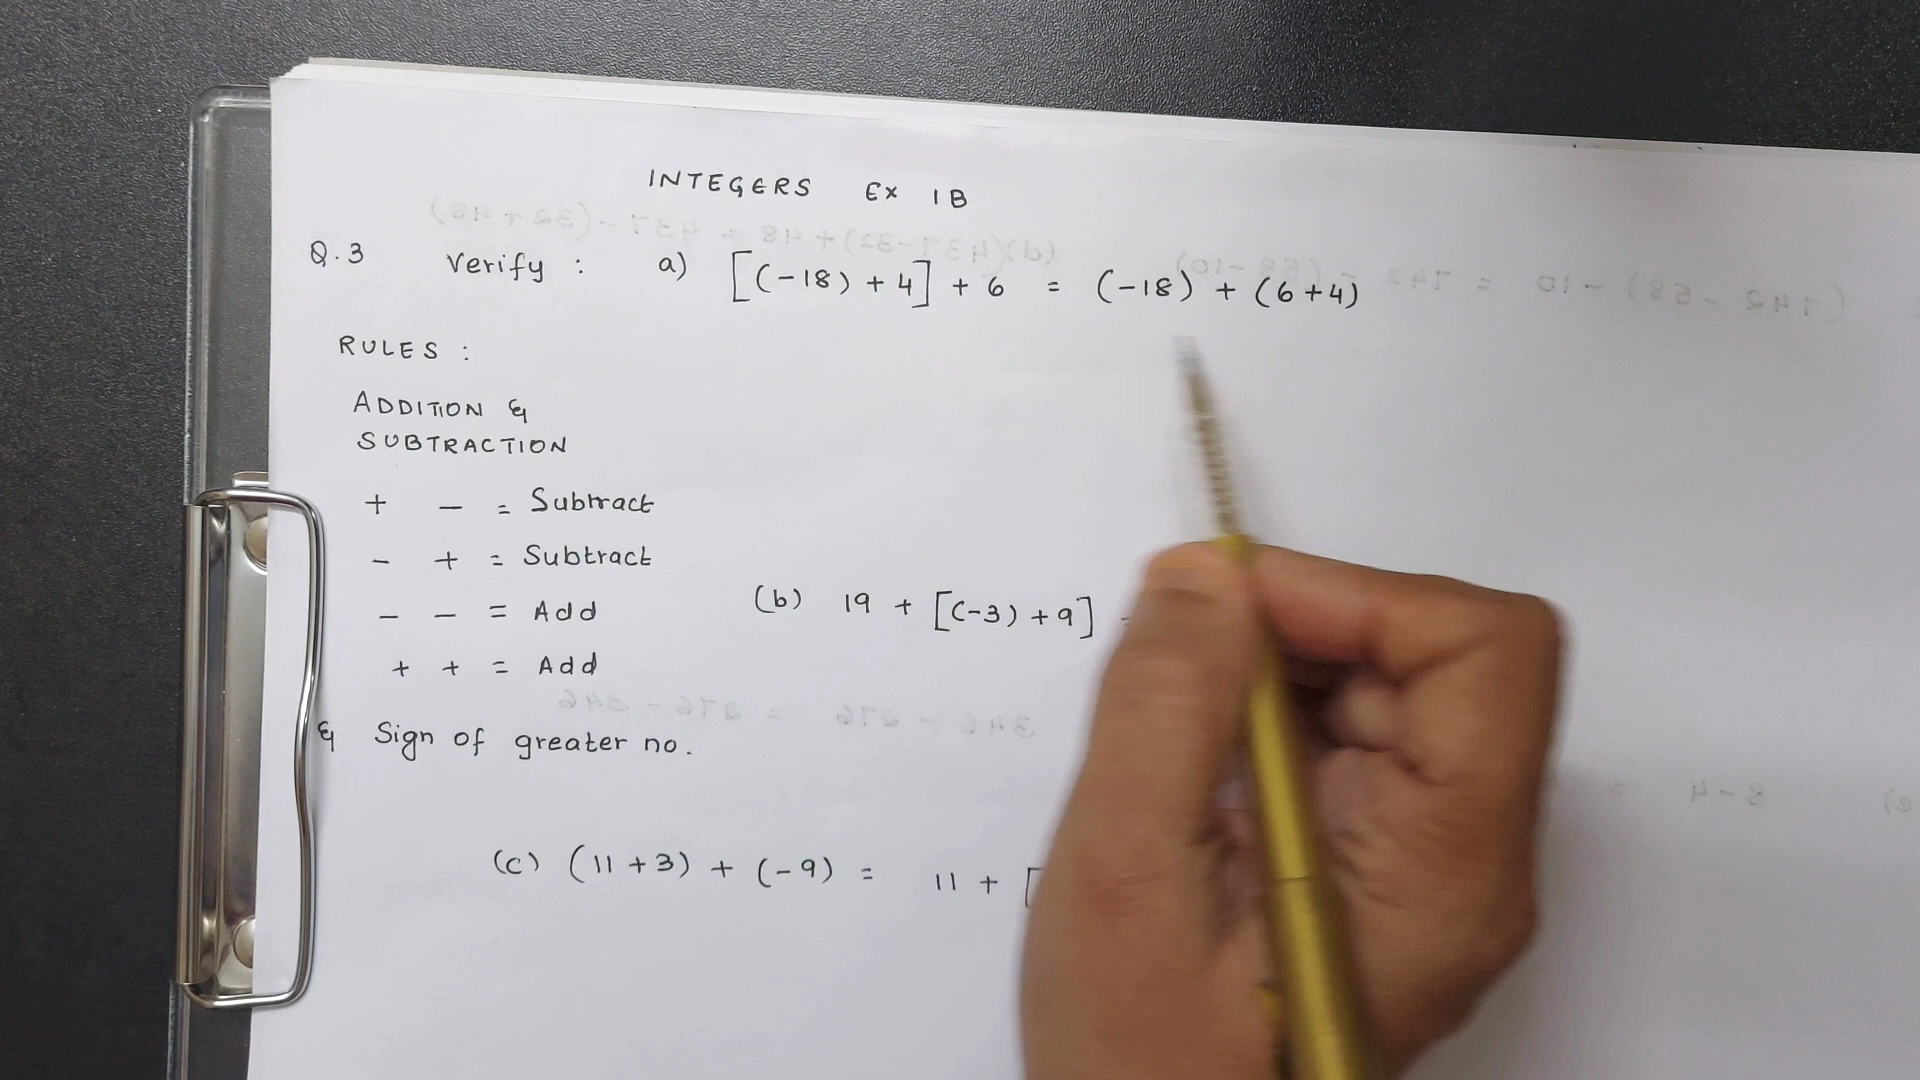 INTEGERS EX 1B
Q.3 Verify : a) [(-18) + 4] + 6 = (-18) + (6+4)
RULES :
ADDITION &
SUBTRACTION
+ - = Subtract
- + = Subtract
- - = Add
(b) 19 + [(-3) + 9]
+ + = Add
& Sign of greater no.
(c) (11 + 3) + (-9) = 11 + [